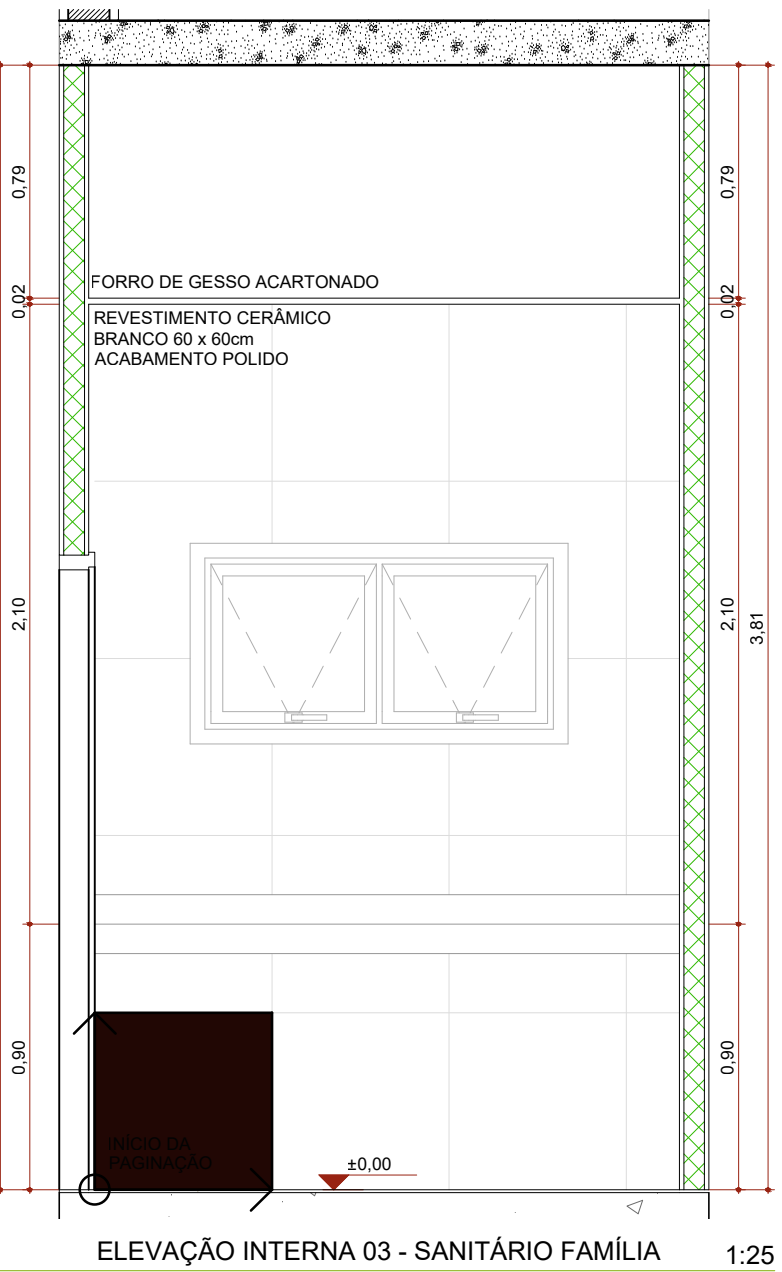 0,79
0,79
FORRO DE GESSO ACARTONADO
0,02
0,02
REVESTIMENTO CERÂMICO
BRANCO 60 x 60cm
ACABAMENTO POLIDO
2,10
2,10
3,81
0,90
0,90
INÍCIO DA
PAGINAÇÃO
±0,00
ELEVAÇÃO INTERNA 03 - SANITÁRIO FAMÍLIA
1:25